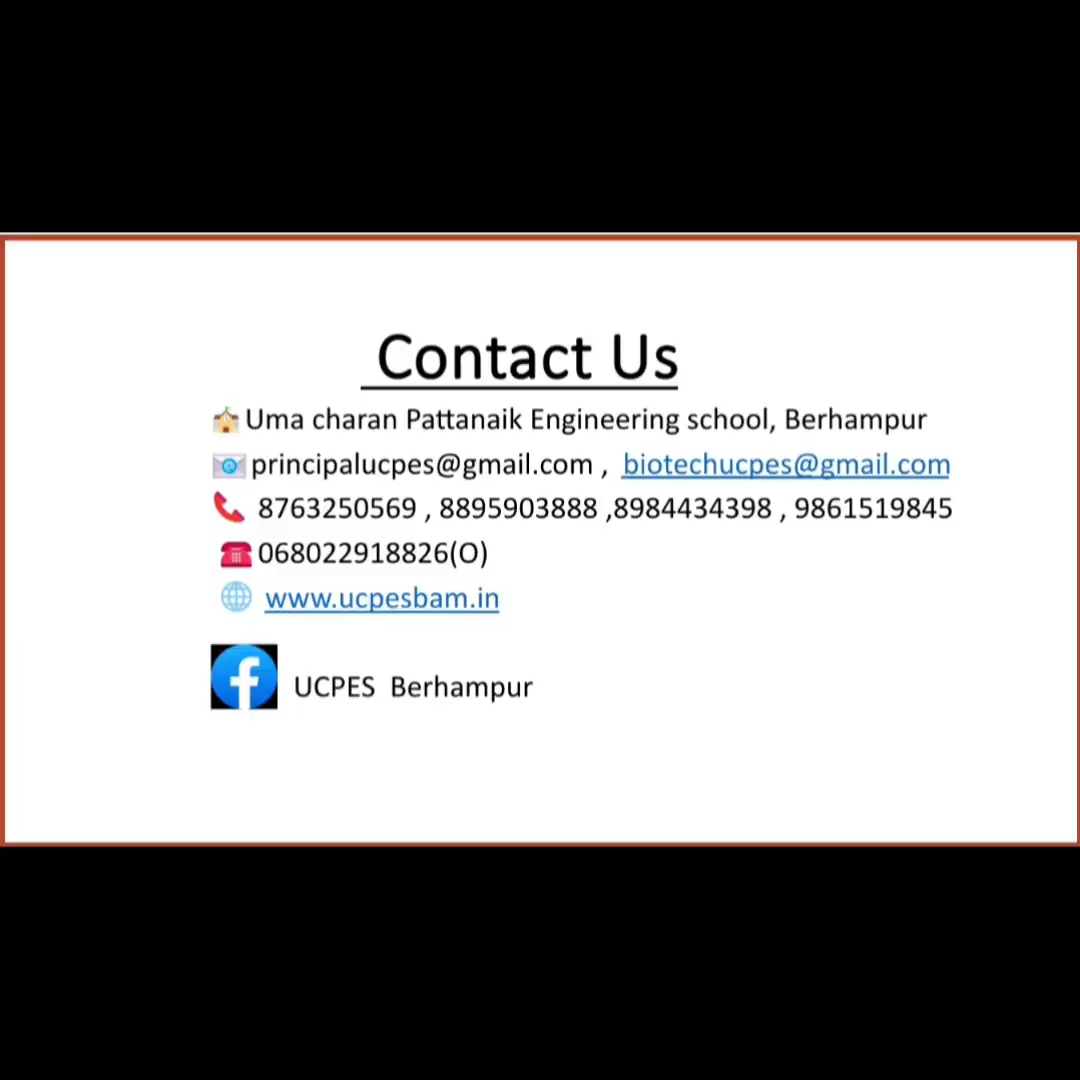 Contact Us
Uma charan Pattanaik Engineering school, Berhampur
principalucpes@gmail.com , biotechucpes@gmail.com
8763250569 , 8895903888 ,8984434398 , 9861519845
068022918826(O)
www.ucpesbam.in
UCPES Berhampur